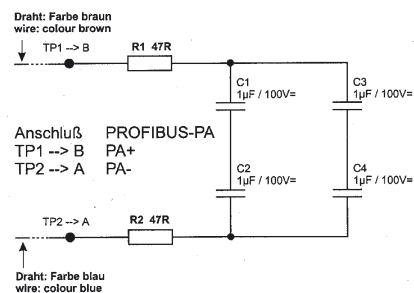 Draht: Farbe braun
wire: colour brown
TP1 --> B
R1 47R
C1
1µF / 100V=
C3
1µF / 100V=
Anschluß PROFIBUS-PA
TP1 --> B PA+
TP2 --> A PA-
C2
1µF / 100V=
C4
1µF / 100V=
TP2 --> A
R2 47R
Draht: Farbe blau
wire: colour blue